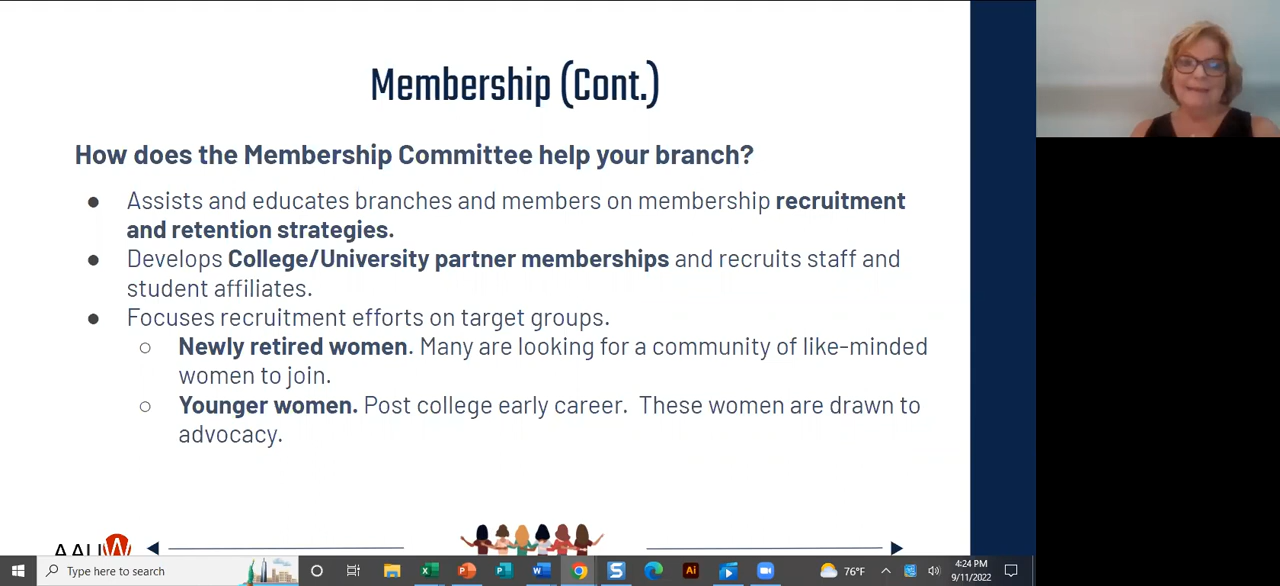 Membership (Cont.)
How does the Membership Committee help your branch?
● Assists and educates branches and members on membership recruitment
and retention strategies.
● Develops College/University partner memberships and recruits staff and
student affiliates.
● Focuses recruitment efforts on target groups.
○ Newly retired women. Many are looking for a community of like-minded
women to join.
○ Younger women. Post college early career. These women are drawn to
advocacy.
AAUW
Type here to search
76°F
4:24 PM
9/11/2022